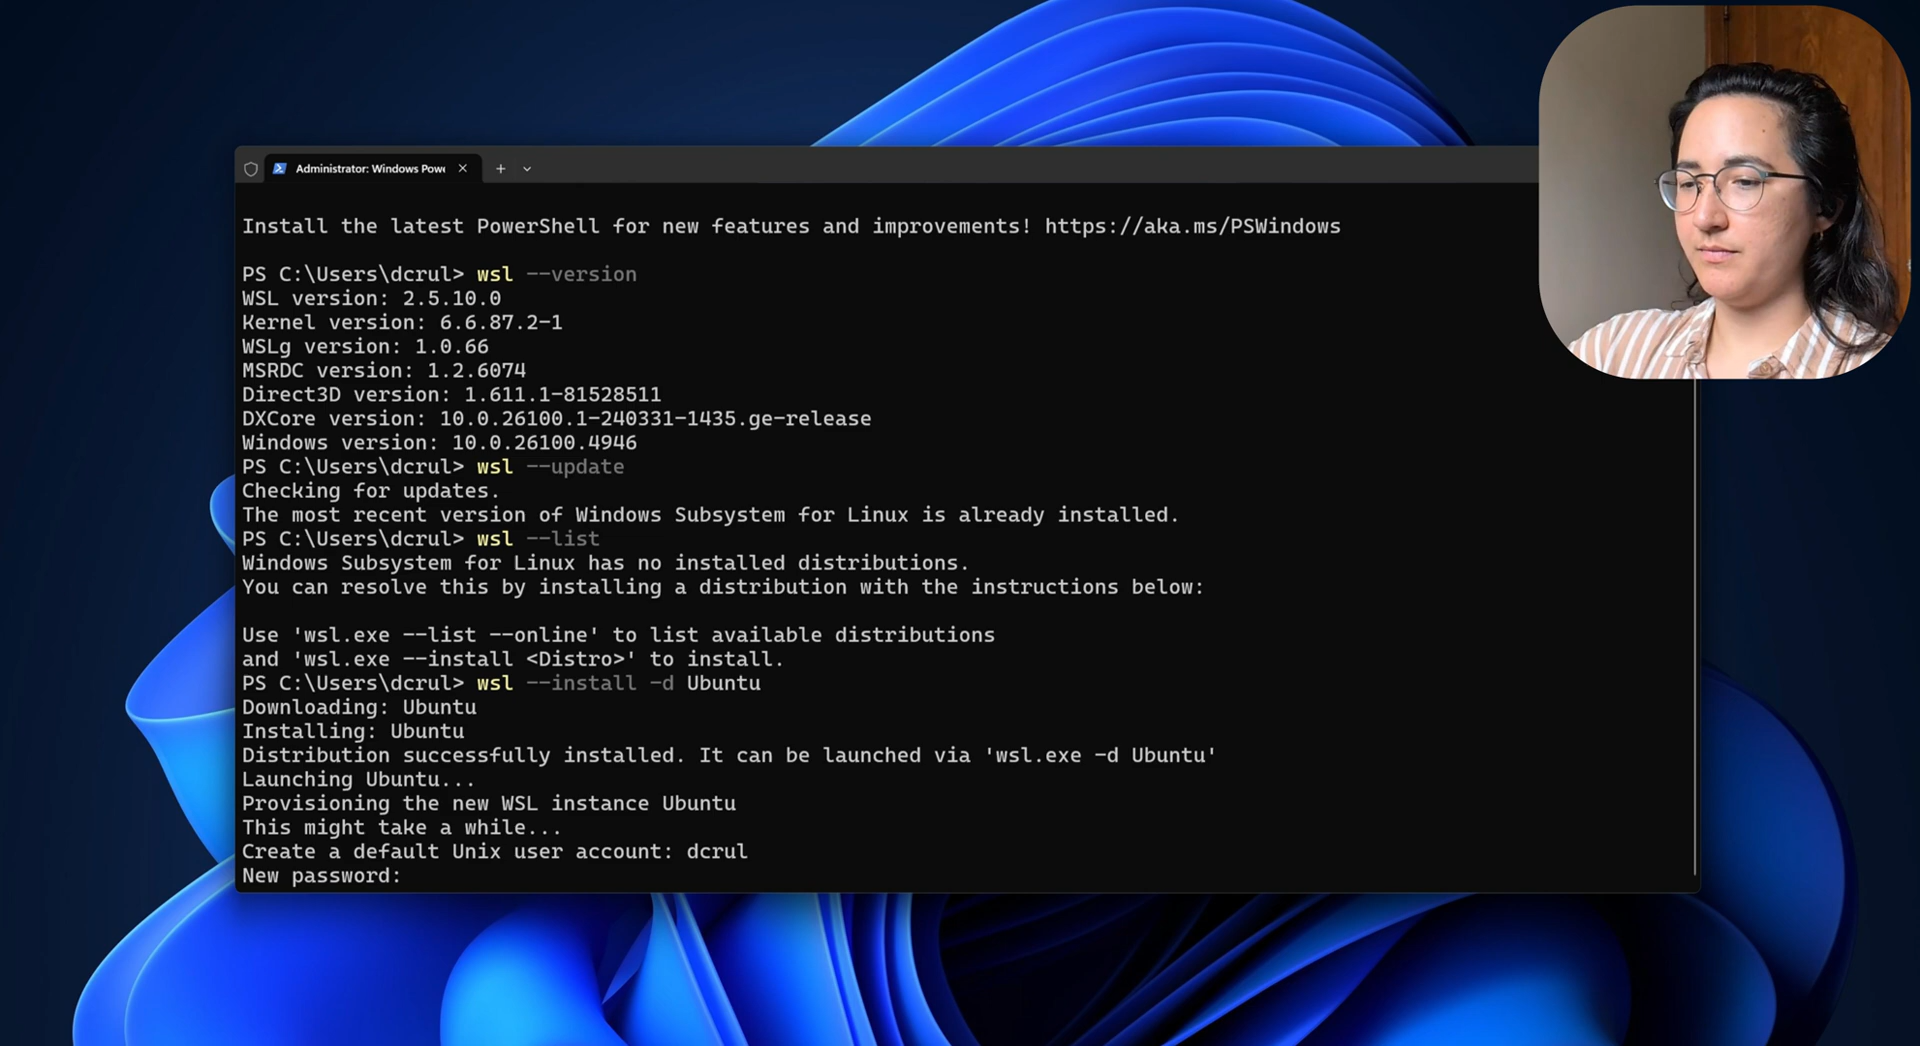 Administrator: Windows Powe
Install the latest PowerShell for new features and improvements! https://aka.ms/PSWindows
PS C:\Users\dcrul> wsl --version
WSL version: 2.5.10.0
Kernel version: 6.6.87.2-1
WSLg version: 1.0.66
MSRDC version: 1.2.6074
Direct3D version: 1.611.1-81528511
DXCore version: 10.0.26100.1-240331-1435.ge-release
Windows version: 10.0.26100.4946
PS C:\Users\dcrul> wsl --update
Checking for updates.
The most recent version of Windows Subsystem for Linux is already installed.
PS C:\Users\dcrul> wsl --list
Windows Subsystem for Linux has no installed distributions.
You can resolve this by installing a distribution with the instructions below:
Use 'wsl.exe --list --online' to list available distributions
and 'wsl.exe --install <Distro>' to install.
PS C:\Users\dcrul> wsl --install -d Ubuntu
Downloading: Ubuntu
Installing: Ubuntu
Distribution successfully installed. It can be launched via 'wsl.exe -d Ubuntu'
Launching Ubuntu...
Provisioning the new WSL instance Ubuntu
This might take a while...
Create a default Unix user account: dcrul
New password: